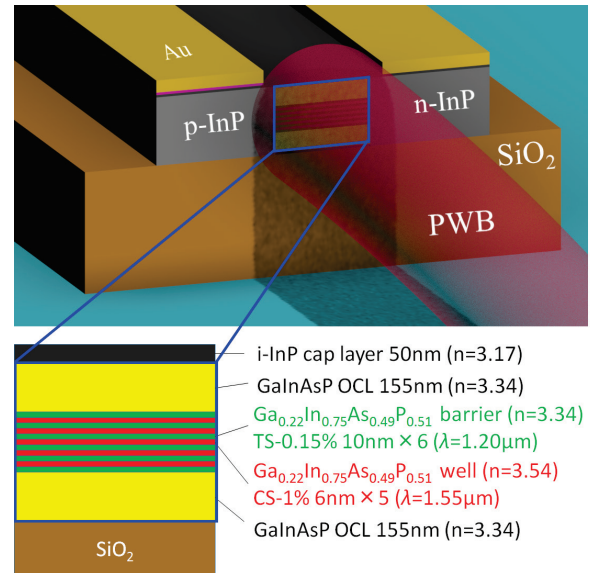 Au
p-InP
n-InP
SiO₂
PWB
i-InP cap layer 50nm (n=3.17)
GaInAsP OCL 155nm (n=3.34)
Ga₀.₂₂In₀.₇₅As₀.₄₉P₀.₅₁ barrier (n=3.34)
TS-0.15% 10nm × 6 (λ=1.20μm)
Ga₀.₂₂In₀.₇₅As₀.₄₉P₀.₅₁ well (n=3.54)
CS-1% 6nm × 5 (λ=1.55μm)
GaInAsP OCL 155nm (n=3.34)
SiO₂